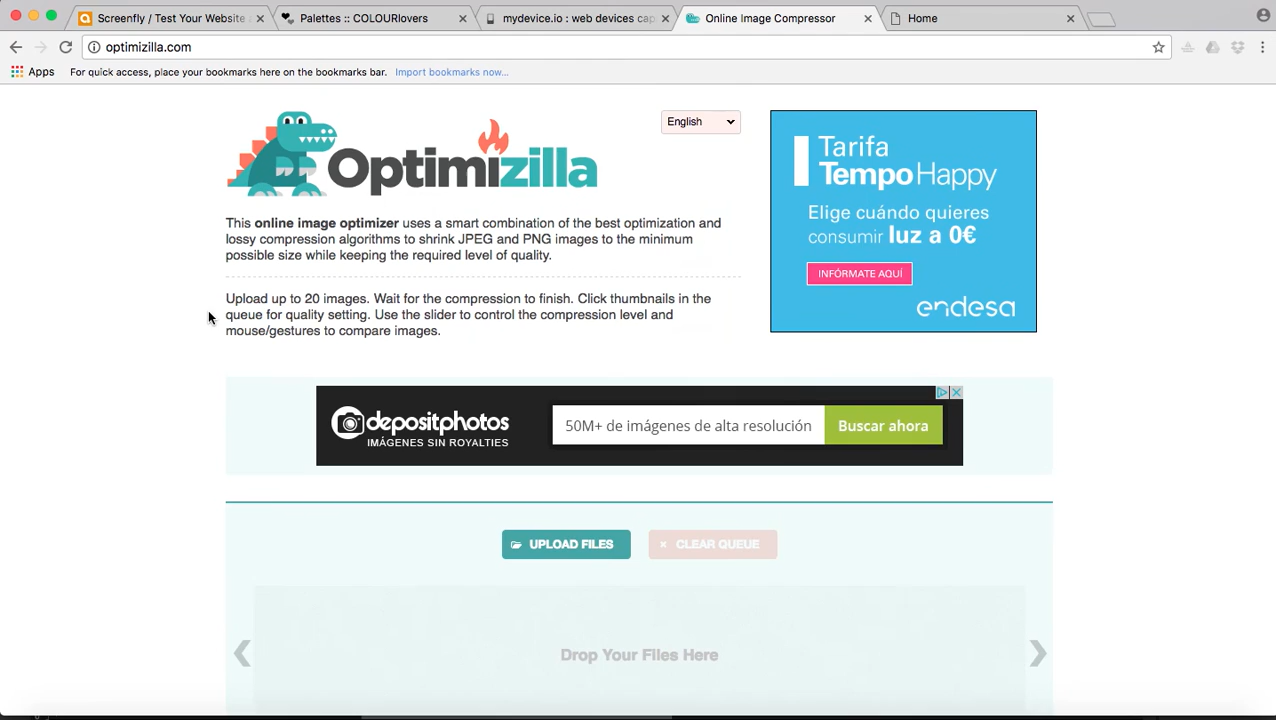 Screenfly / Test Your Website
Palettes :: COLOURlovers
mydevice.io : web devices cap
Online Image Compressor
Home
optimizilla.com
Apps
For quick access, place your bookmarks here on the bookmarks bar.
Import bookmarks now...
Optimizilla
English
This online image optimizer uses a smart combination of the best optimization and
lossy compression algorithms to shrink JPEG and PNG images to the minimum
possible size while keeping the required level of quality.
Upload up to 20 images. Wait for the compression to finish. Click thumbnails in the
queue for quality setting. Use the slider to control the compression level and
mouse/gestures to compare images.
Tarifa
Tempo Happy
Elige cuándo quieres
consumir luz a 0€
INFÓRMATE AQUÍ
endesa
depositphotos
IMÁGENES SIN ROYALTIES
50M+ de imágenes de alta resolución
Buscar ahora
UPLOAD FILES
CLEAR QUEUE
Drop Your Files Here